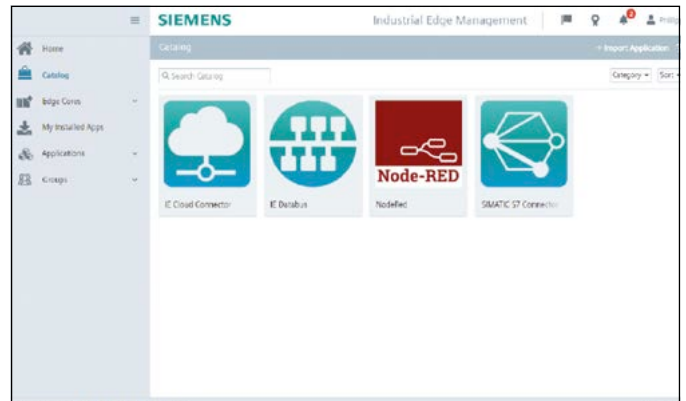 SIEMENS
Industrial Edge Management
2
Home
Catalog
Edge Cores
My Installed Apps
Applications
Groups
Catalog
Import Application
Search Catalog
Category
Sort
Node-RED
IE Cloud Connector
IE Databus
NodeRed
SIMATIC S7 Connector